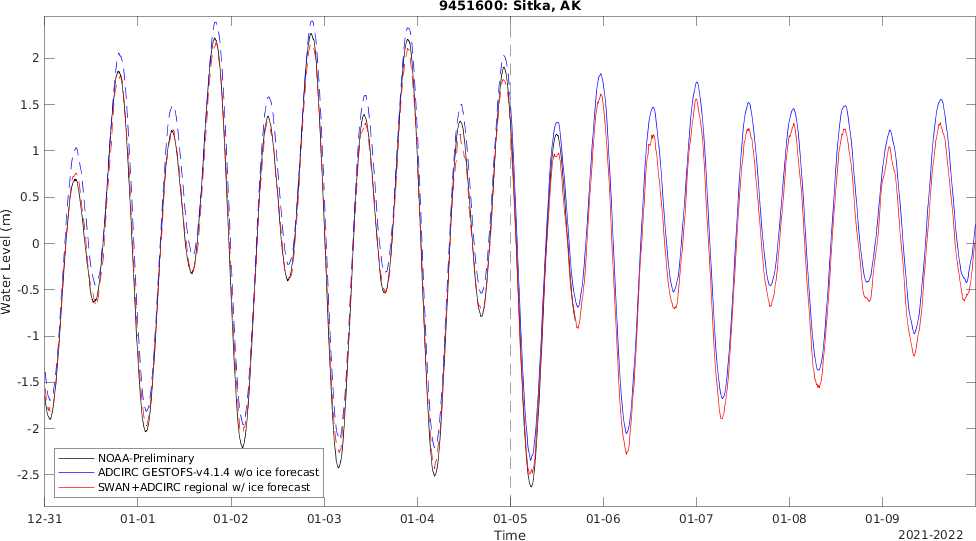 9451600: Sitka, AK
Water Level (m)
2
1.5
1
0.5
0
-0.5
-1
-1.5
-2
-2.5
NOAA-Preliminary
ADCIRC GESTOFS-v4.1.4 w/o ice forecast
SWAN+ADCIRC regional w/ ice forecast
12-31 01-01 01-02 01-03 01-04 01-05 01-06 01-07 01-08 01-09
Time
2021-2022